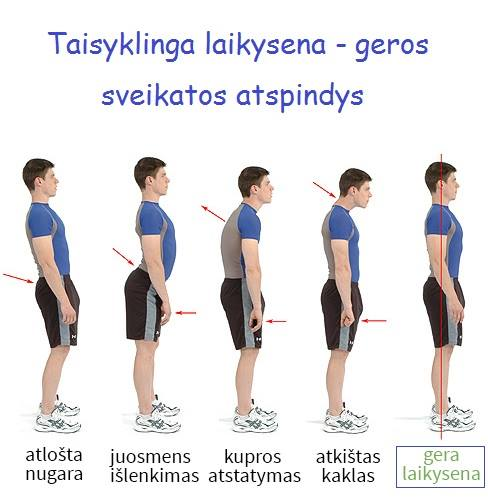 Taisyklinga laikysena - geros
sveikatos atspindys
atlošta
nugara
juosmens
išlenkimas
kupros
atstatymas
atkištas
kaklas
gera
laikysena